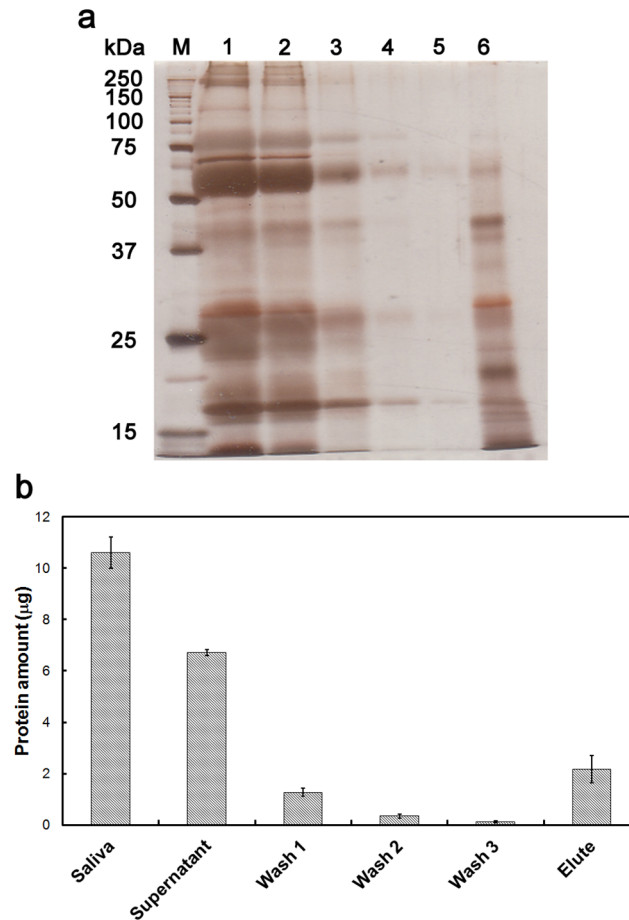 a
kDa M 1 2 3 4 5 6
250
150
100
75
50
37
25
15
b
12
10
8
6
4
2
0
Protein amount (μg)
Saliva
Supernatant
Wash 1
Wash 2
Wash 3
Elute